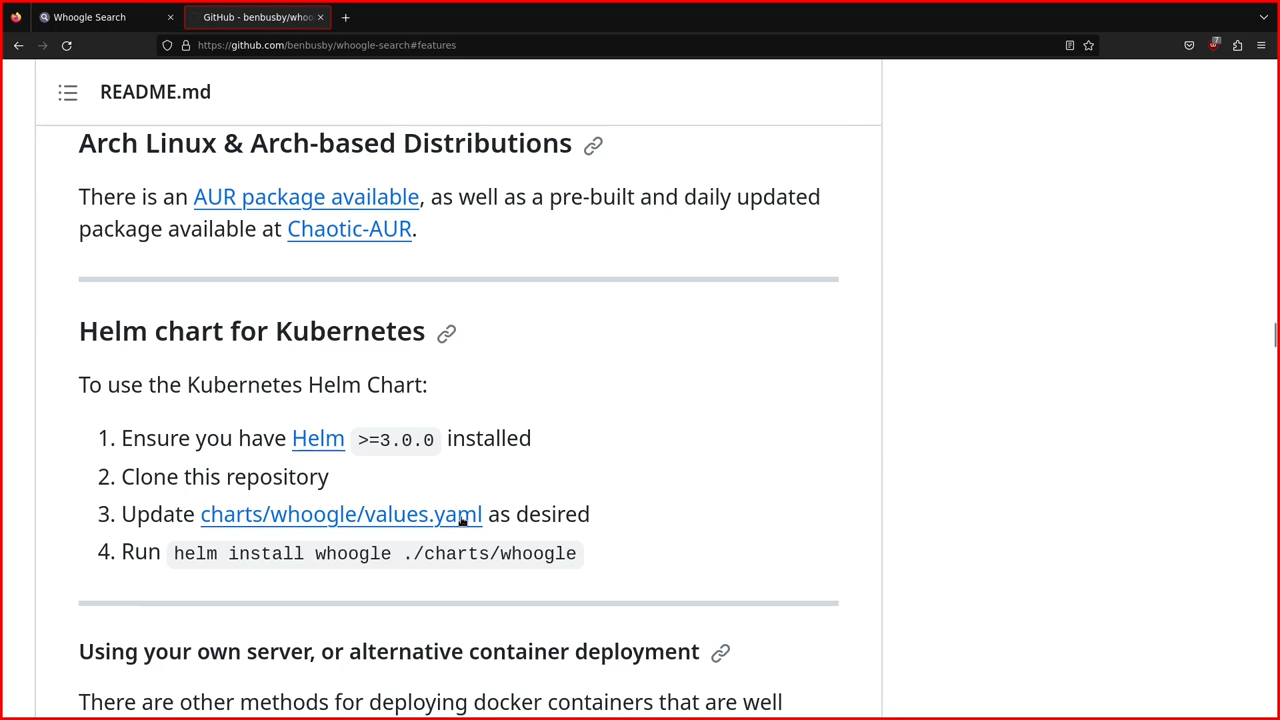 Whoogle Search
GitHub - benbusby/whoo
https://github.com/benbusby/whoogle-search#features
7
README.md
Arch Linux & Arch-based Distributions
There is an AUR package available, as well as a pre-built and daily updated
package available at Chaotic-AUR.
Helm chart for Kubernetes
To use the Kubernetes Helm Chart:
1. Ensure you have Helm >=3.0.0 installed
2. Clone this repository
3. Update charts/whoogle/values.yaml as desired
4. Run helm install whoogle ./charts/whoogle
Using your own server, or alternative container deployment
There are other methods for deploying docker containers that are well